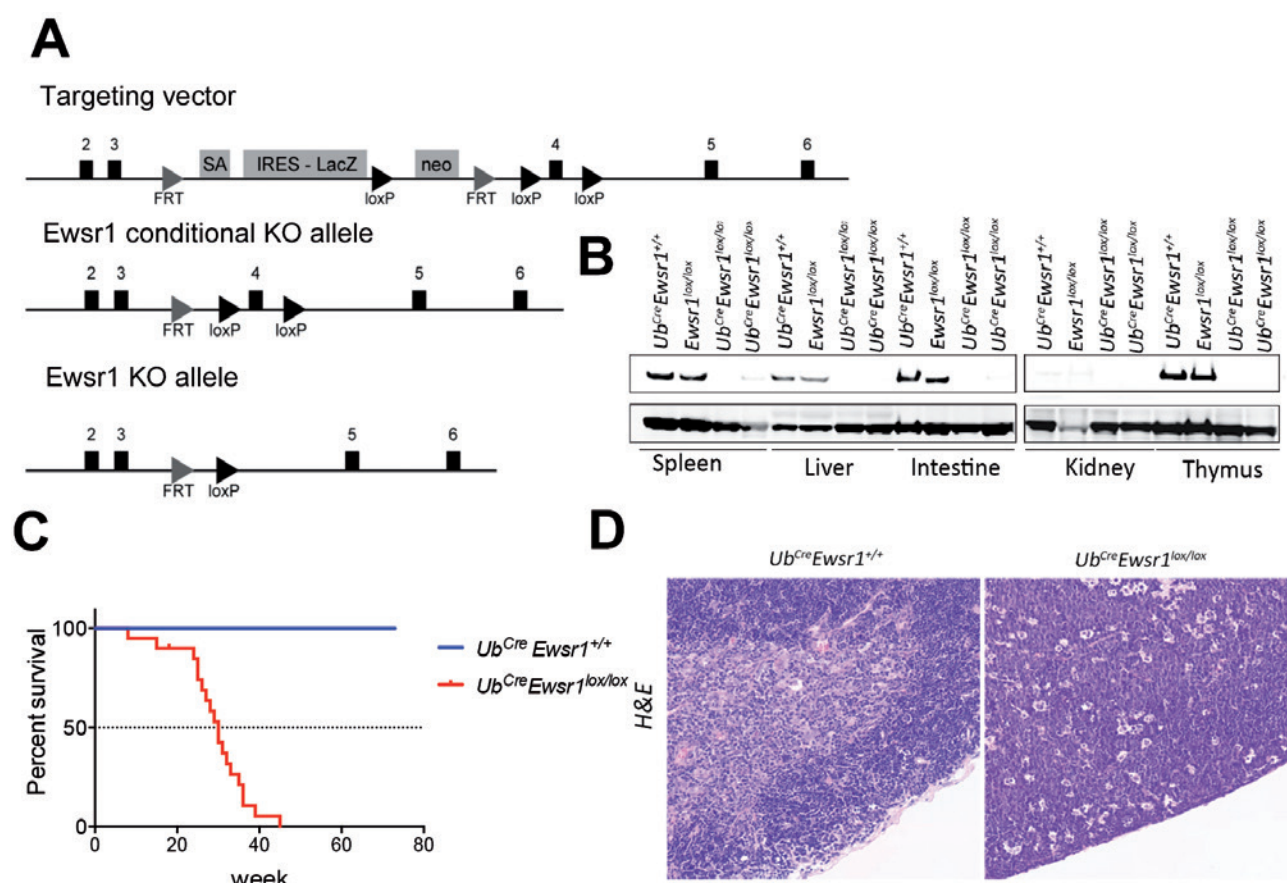 A
Targeting vector
2 3 SA IRES - LacZ neo 4 5 6
FRT loxP FRT loxP loxP
Ewsr1 conditional KO allele
2 3 4 5 6
FRT loxP loxP
Ewsr1 KO allele
2 3 5 6
FRT loxP
B
UbCreEwsr1+/+
Ewsr1lox/lox
UbCreEwsr1lox/lo
UbCreEwsr1lox/lo
UbCreEwsr1+/+
Ewsr1lox/lox
UbCreEwsr1lox/lo
UbCreEwsr1lox/lox
UbCreEwsr1+/+
Ewsr1lox/lox
UbCreEwsr1lox/lox
UbCreEwsr1lox/lox
UbCreEwsr1+/+
Ewsr1lox/lox
UbCreEwsr1lox/lox
UbCreEwsr1lox/lox
UbCreEwsr1+/+
Ewsr1lox/lox
UbCreEwsr1lox/lox
UbCreEwsr1lox/lox
Spleen Liver Intestine Kidney Thymus
C
Percent survival
100
50
0
0 20 40 60 80
week
UbCre Ewsr1+/+
UbCreEwsr1lox/lox
D
UbCreEwsr1+/+ UbCreEwsr1lox/lox
H&E